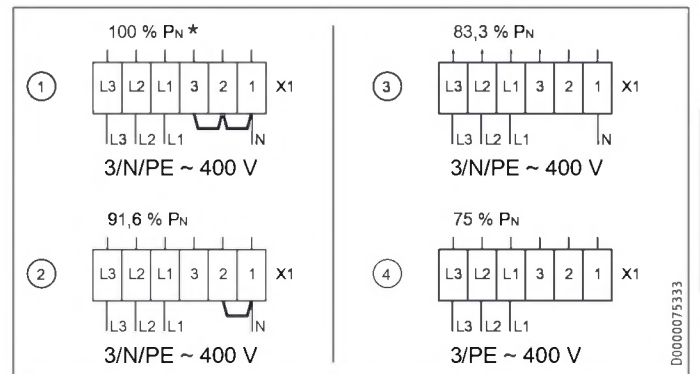 100 % PN *
1
L3 L2 L1 3 2 1 X1
L3 L2 L1 N
3/N/PE ~ 400 V
91,6 % PN
2
L3 L2 L1 3 2 1 X1
L3 L2 L1 N
3/N/PE ~ 400 V
83,3 % PN
3
L3 L2 L1 3 2 1 X1
L3 L2 L1 N
3/N/PE ~ 400 V
75 % PN
4
L3 L2 L1 3 2 1 X1
L3 L2 L1
3/PE ~ 400 V
D0000075333